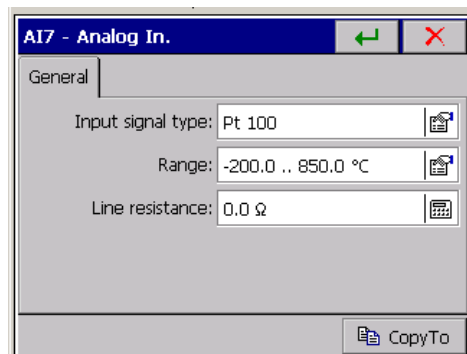 AI7 - Analog In.
General
Input signal type: Pt 100
Range: -200.0 .. 850.0 °C
Line resistance: 0.0 Ω
CopyTo